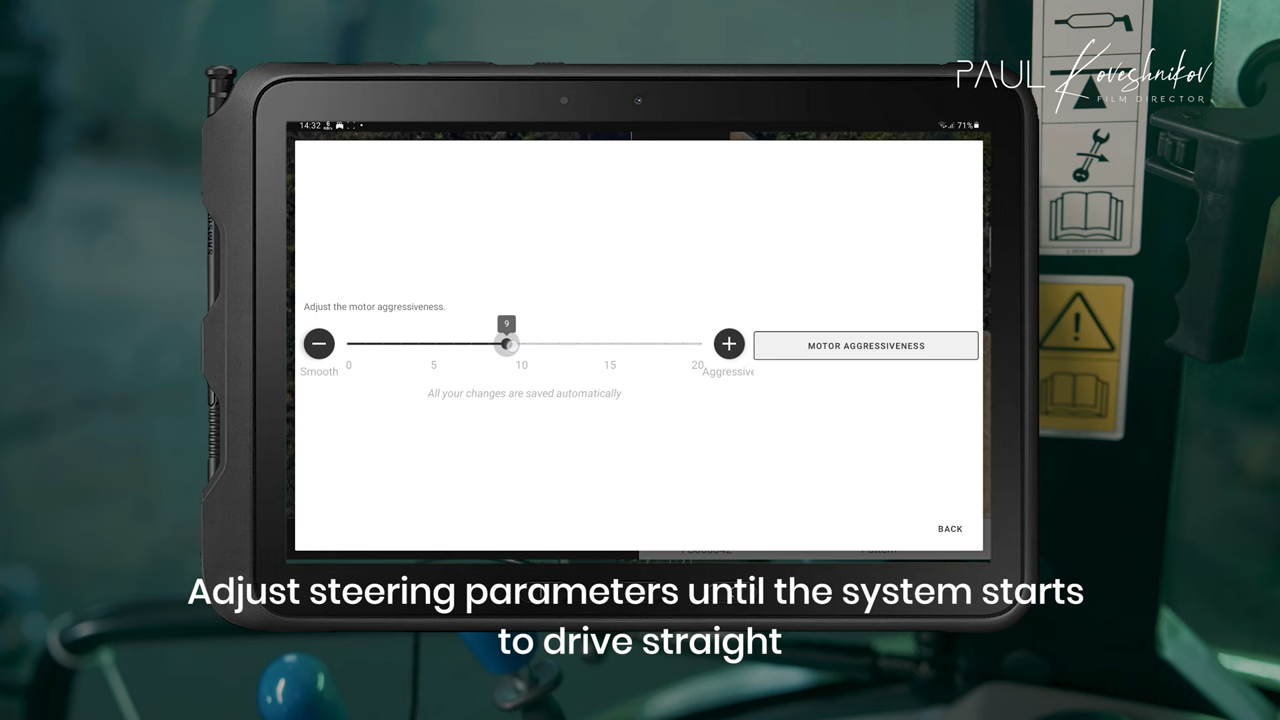 PAUL Koveshnikov
FILM DIRECTOR
14:32
71%
Adjust the motor aggressiveness.
9
MOTOR AGGRESSIVENESS
0 5 10 15 20
Smooth
Aggressive
All your changes are saved automatically
BACK
Adjust steering parameters until the system starts
to drive straight